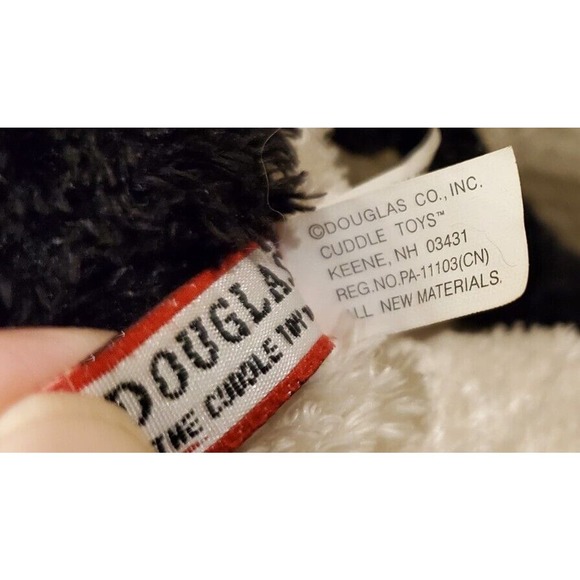 ©DOUGLAS CO., INC.
CUDDLE TOYS™
KEENE, NH 03431
REG.NO.PA-11103(CN)
ALL NEW MATERIALS.
DOUGLAS
THE CUDDLE TOY